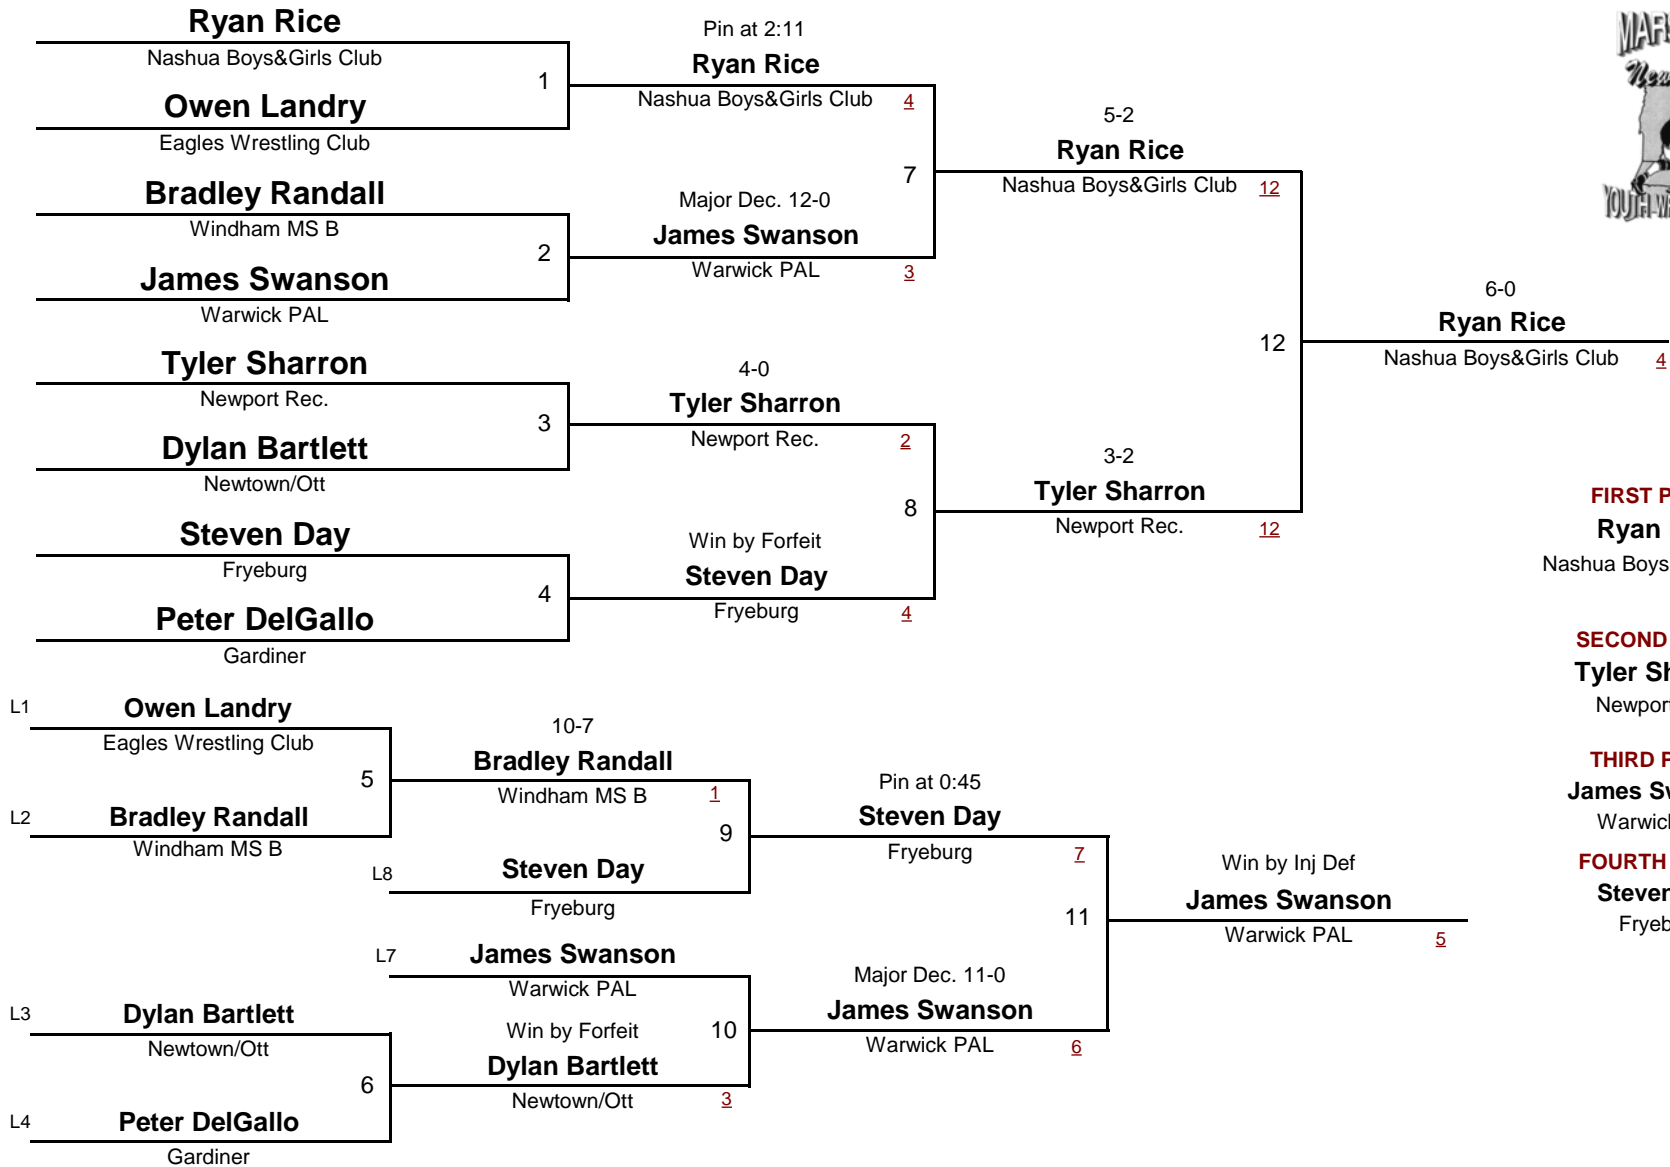 Ryan Rice
Nashua Boys&Girls Club
1
Owen Landry
Eagles Wrestling Club
Bradley Randall
Windham MS B
2
James Swanson
Warwick PAL
Tyler Sharron
Newport Rec.
3
Dylan Bartlett
Newtown/Ott
Steven Day
Fryeburg
4
Peter DelGallo
Gardiner
Pin at 2:11
Ryan Rice
Nashua Boys&Girls Club 4
7
Major Dec. 12-0
James Swanson
Warwick PAL 3
4-0
Tyler Sharron
Newport Rec. 2
8
Win by Forfeit
Steven Day
Fryeburg 4
5-2
Ryan Rice
Nashua Boys&Girls Club 12
12
3-2
Tyler Sharron
Newport Rec. 12
6-0
Ryan Rice
Nashua Boys&Girls Club 4
L1 Owen Landry
Eagles Wrestling Club
5
L2 Bradley Randall
Windham MS B
10-7
Bradley Randall
Windham MS B 1
9
L8 Steven Day
Fryeburg
L7 James Swanson
Warwick PAL
10
L3 Dylan Bartlett
Newtown/Ott
6
L4 Peter DelGallo
Gardiner
Win by Forfeit
Dylan Bartlett
Newtown/Ott 3
Pin at 0:45
Steven Day
Fryeburg 7
11
Major Dec. 11-0
James Swanson
Warwick PAL 6
Win by Inj Def
James Swanson
Warwick PAL 5
FIRST P
Ryan
Nashua Boys
SECOND
Tyler Sh
Newport
THIRD P
James Sw
Warwick
FOURTH
Steven
Fryeb